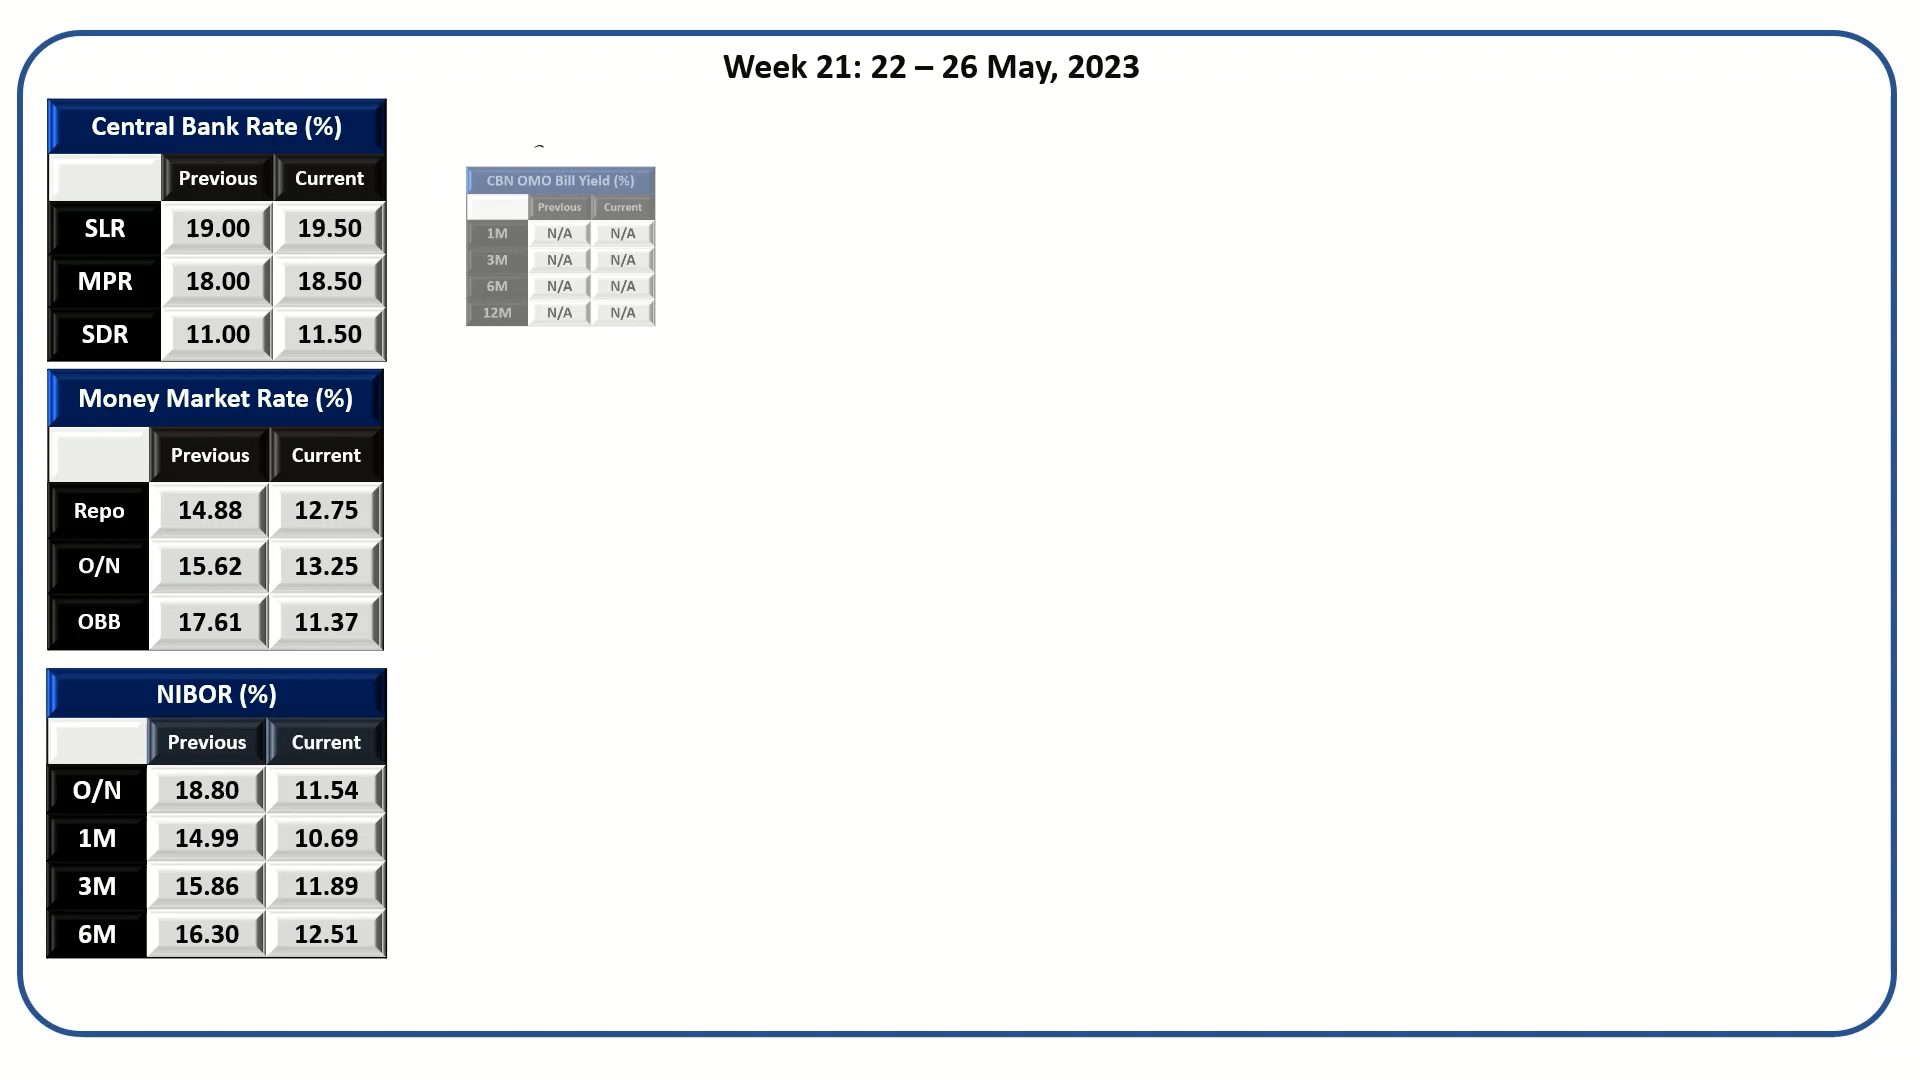 Week 21: 22 – 26 May, 2023
Central Bank Rate (%)
Previous Current
SLR 19.00 19.50
MPR 18.00 18.50
SDR 11.00 11.50
Money Market Rate (%)
Previous Current
Repo 14.88 12.75
O/N 15.62 13.25
OBB 17.61 11.37
NIBOR (%)
Previous Current
O/N 18.80 11.54
1M 14.99 10.69
3M 15.86 11.89
6M 16.30 12.51
CBN OMO Bill Yield (%)
Previous Current
1M N/A N/A
3M N/A N/A
6M N/A N/A
12M N/A N/A